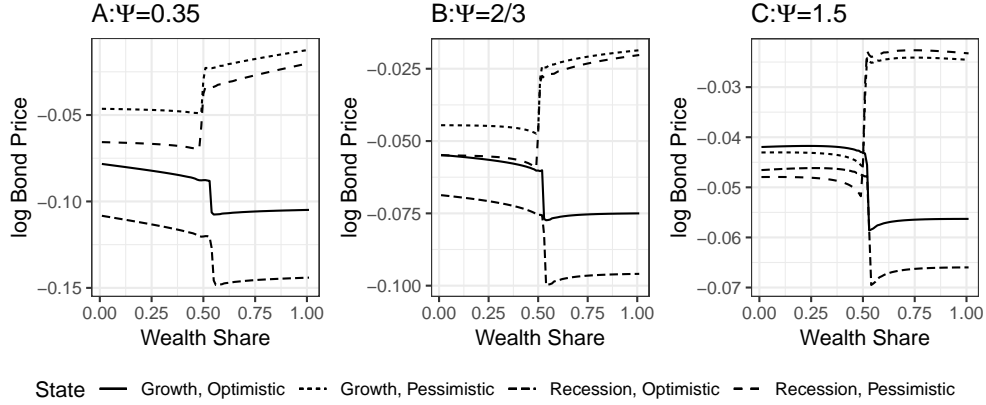 A:Ψ=0.35
B:Ψ=2/3
C:Ψ=1.5
log Bond Price
−0.05
−0.10
−0.15
0.00 0.25 0.50 0.75 1.00
Wealth Share
log Bond Price
−0.025
−0.050
−0.075
−0.100
0.00 0.25 0.50 0.75 1.00
Wealth Share
log Bond Price
−0.03
−0.04
−0.05
−0.06
−0.07
0.00 0.25 0.50 0.75 1.00
Wealth Share
State Growth, Optimistic Growth, Pessimistic Recession, Optimistic Recession, Pessimistic